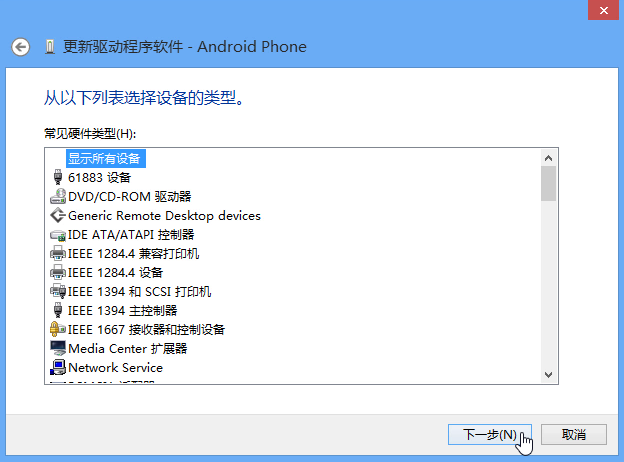 更新驱动程序软件 - Android Phone
从以下列表选择设备的类型。
常见硬件类型(H):
显示所有设备
61883 设备
DVD/CD-ROM 驱动器
Generic Remote Desktop devices
IDE ATA/ATAPI 控制器
IEEE 1284.4 兼容打印机
IEEE 1284.4 设备
IEEE 1394 和 SCSI 打印机
IEEE 1394 主控制器
IEEE 1667 接收器和控制设备
Media Center 扩展器
Network Service
下一步(N)
取消